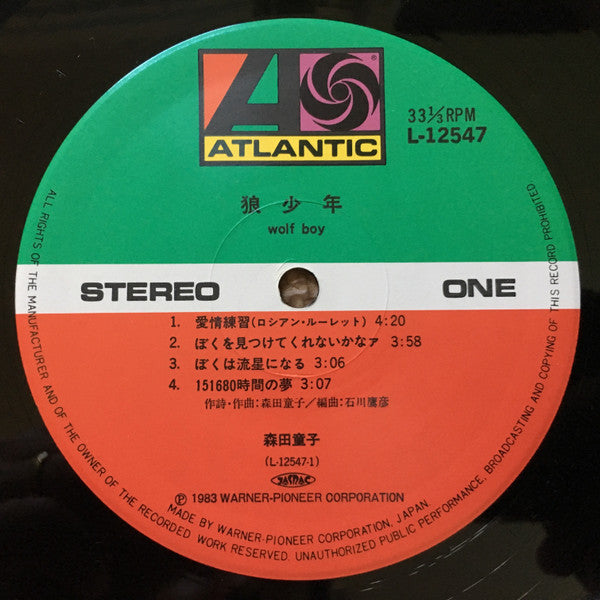 ATLANTIC
®
33⅓RPM
L-12547
狼少年
wolf boy
STEREO
ONE
1. 愛情練習(ロシアン・ルーレット) 4:20
2. ぼくを見つけてくれないかなァ 3:58
3. ぼくは流星になる 3:06
4. 151680時間の夢 3:07
作詩・作曲:森田童子/編曲:石川鷹彦
森田童子
(L-12547-1)
JASRAC
Ⓟ 1983 WARNER-PIONEER CORPORATION
MADE BY WARNER-PIONEER CORPORATION, JAPAN.
ALL RIGHTS OF THE MANUFACTURER AND OF THE OWNER OF THE RECORDED WORK RESERVED. UNAUTHORIZED PUBLIC PERFORMANCE, BROADCASTING AND COPYING OF THIS RECORD PROHIBITED.